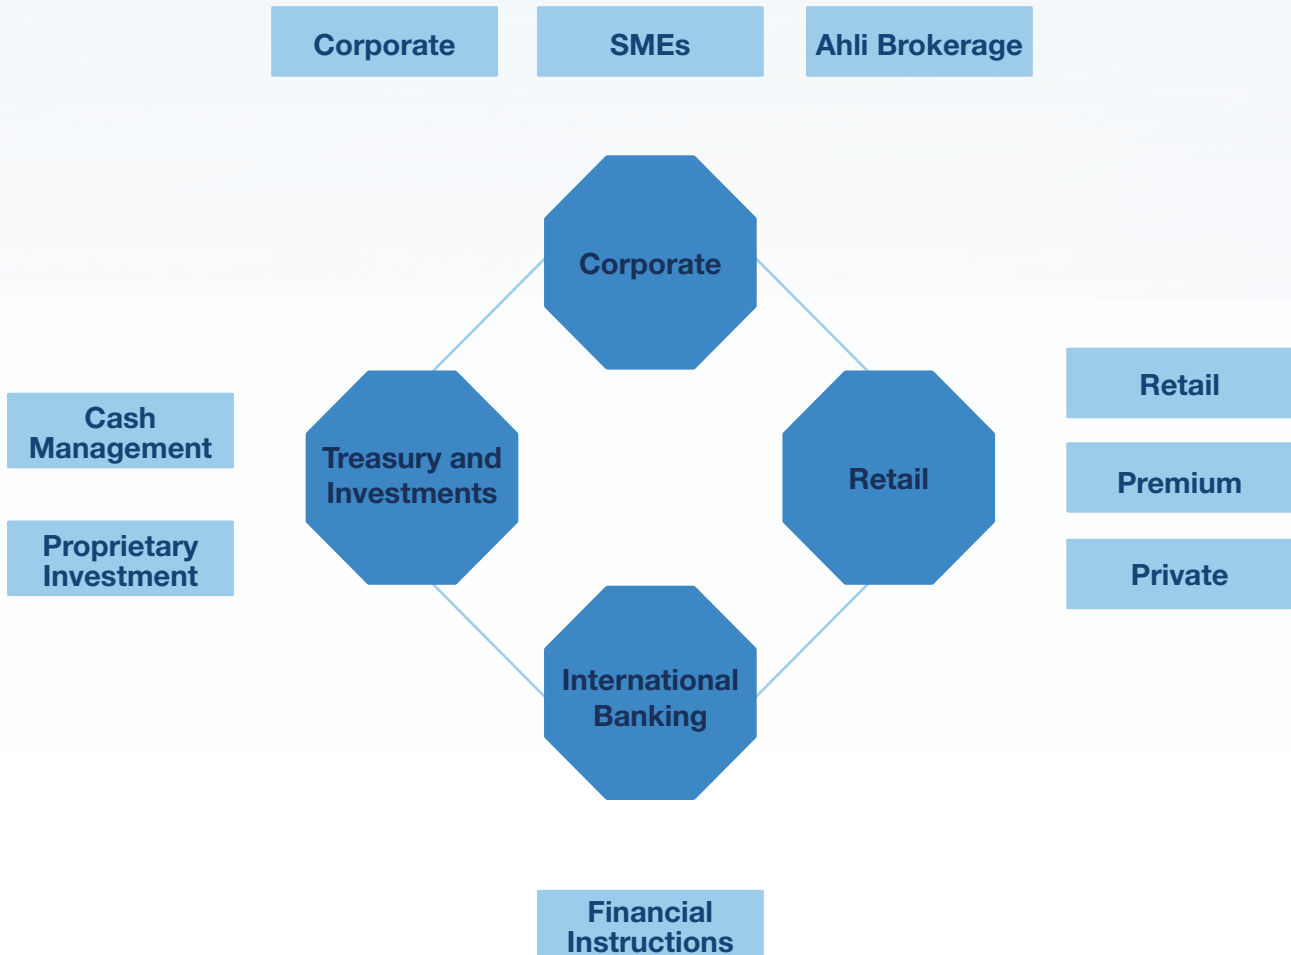 Corporate
SMEs
Ahli Brokerage
Corporate
Cash
Management
Proprietary
Investment
Treasury and
Investments
Retail
Retail
Premium
Private
International
Banking
Financial
Instructions